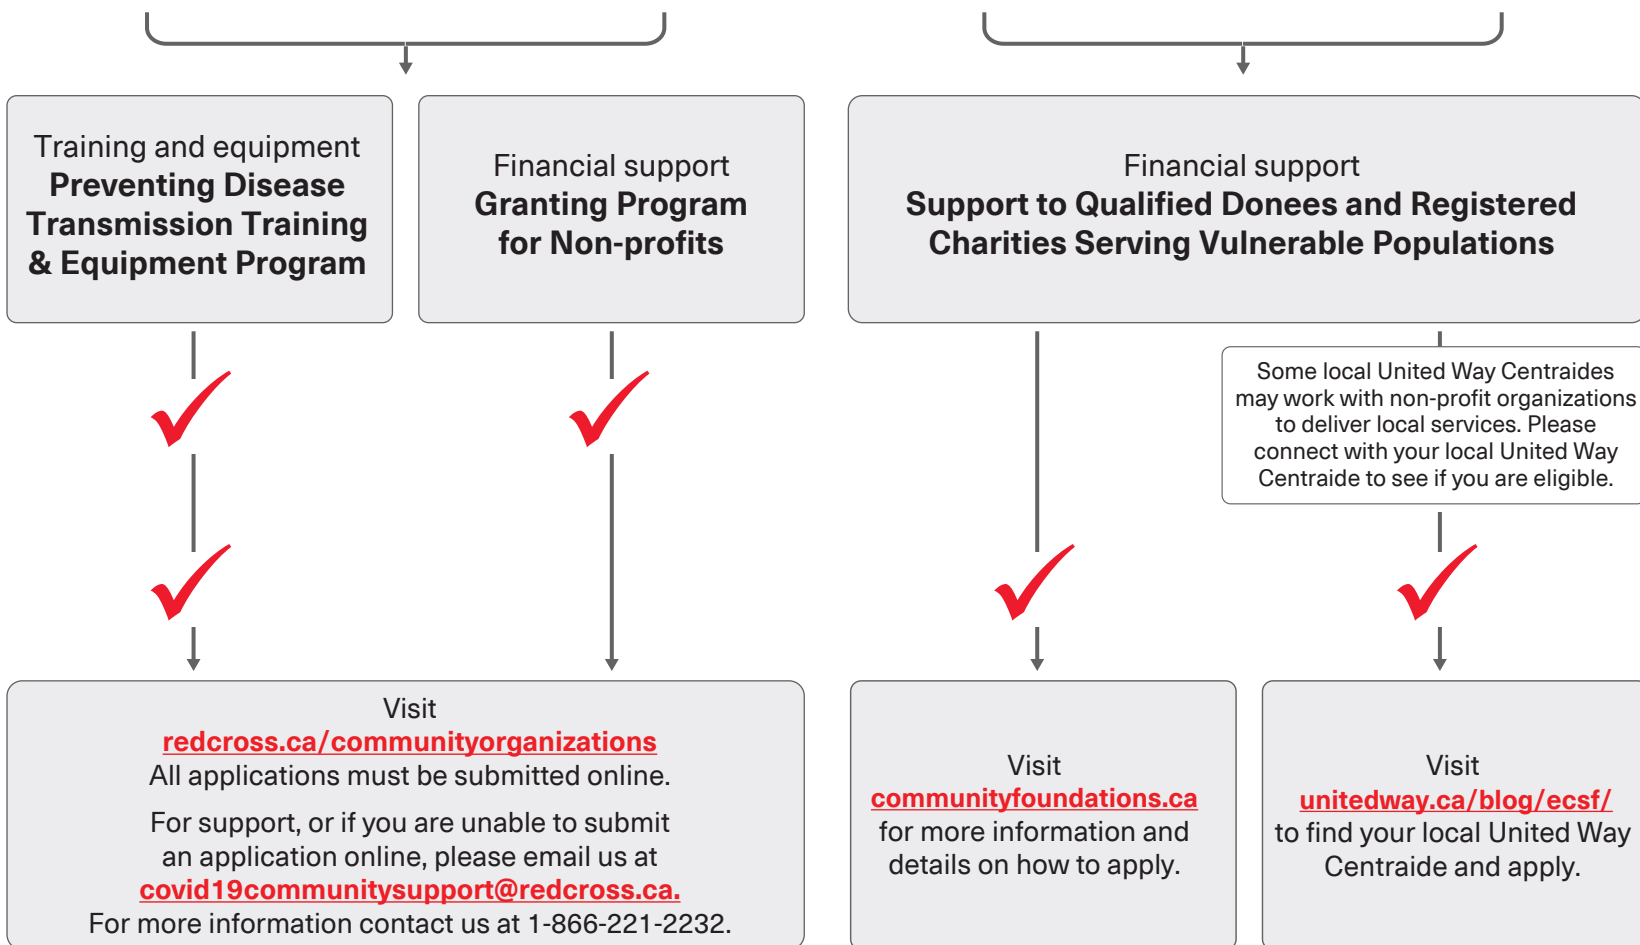 Training and equipment
Preventing Disease
Transmission Training
& Equipment Program
Financial support
Granting Program
for Non-profits
Financial support
Support to Qualified Donees and Registered
Charities Serving Vulnerable Populations
Some local United Way Centraides
may work with non-profit organizations
to deliver local services. Please
connect with your local United Way
Centraide to see if you are eligible.
Visit
redcross.ca/communityorganizations
All applications must be submitted online.
For support, or if you are unable to submit
an application online, please email us at
covid19communitysupport@redcross.ca.
For more information contact us at 1-866-221-2232.
Visit
communityfoundations.ca
for more information and
details on how to apply.
Visit
unitedway.ca/blog/ecsf/
to find your local United Way
Centraide and apply.